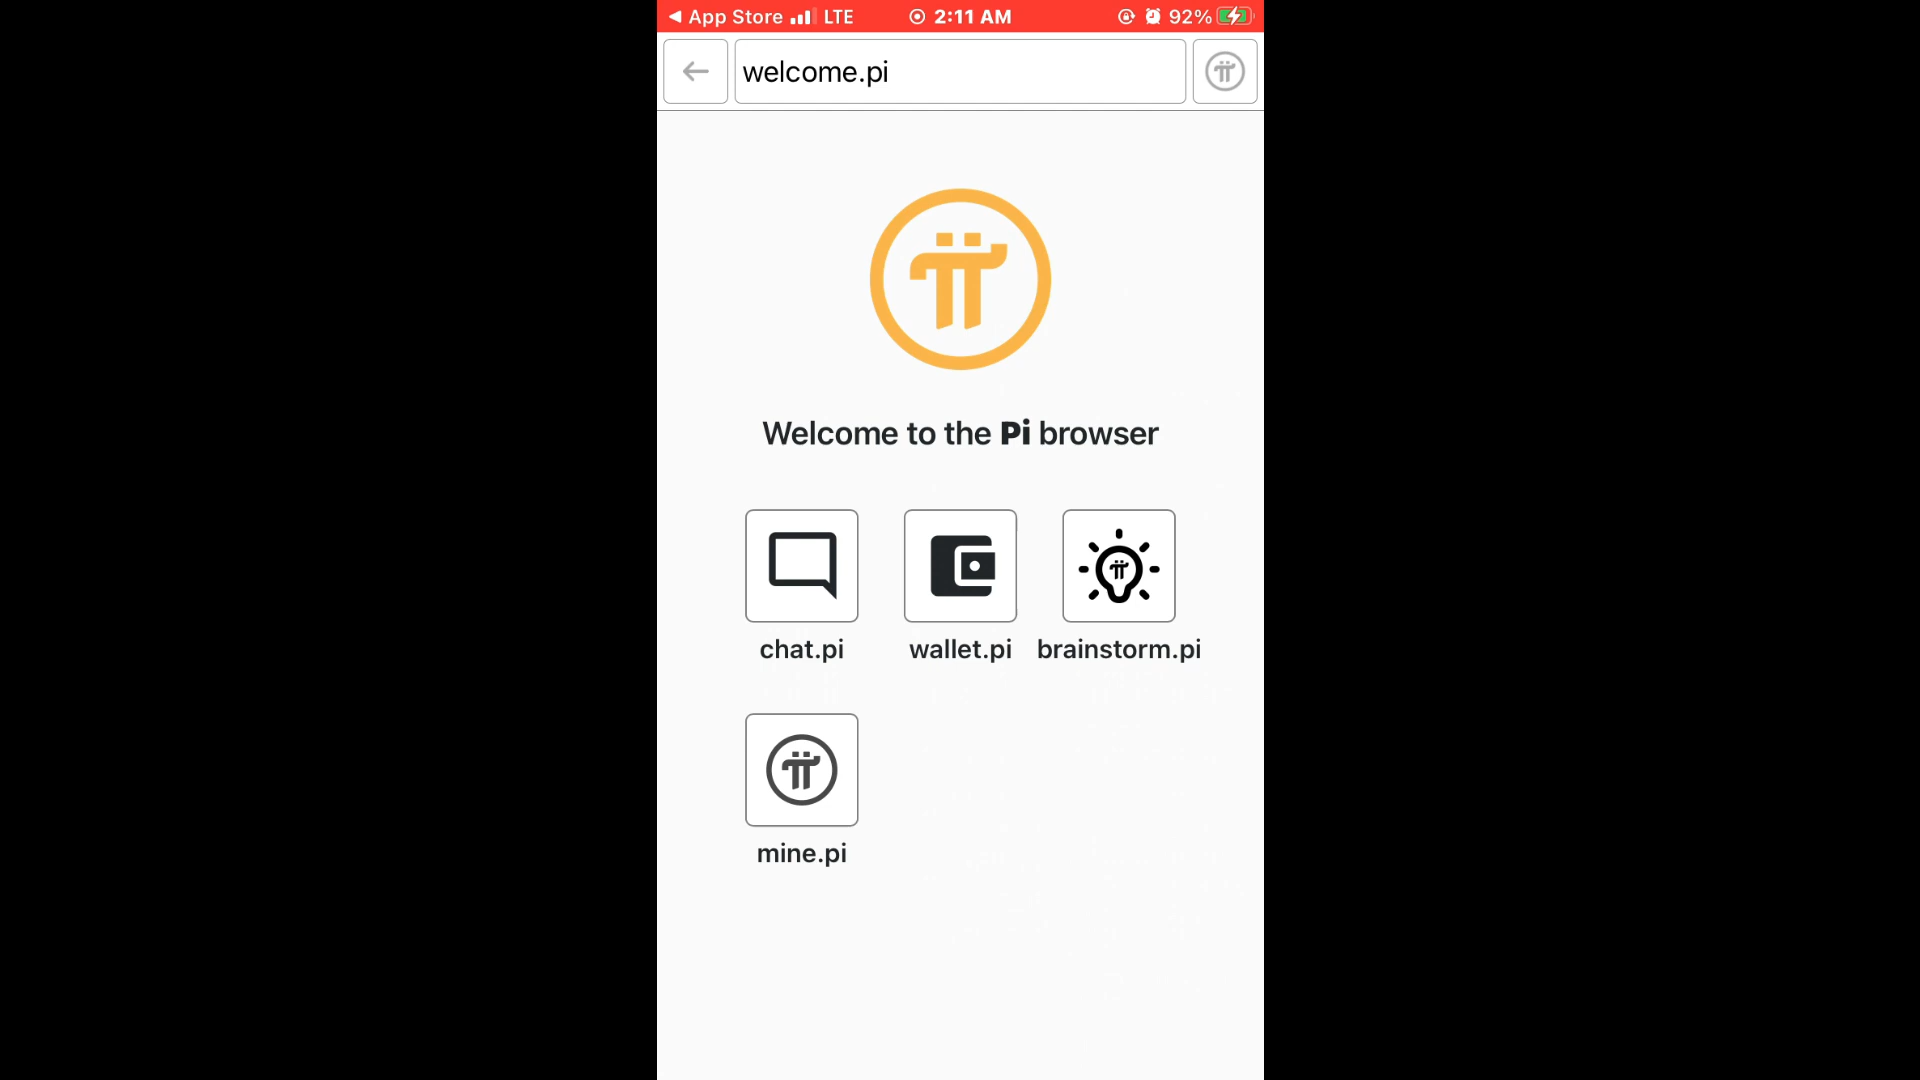 App Store LTE 2:11 AM 92%
welcome.pi
Welcome to the Pi browser
chat.pi wallet.pi brainstorm.pi
mine.pi